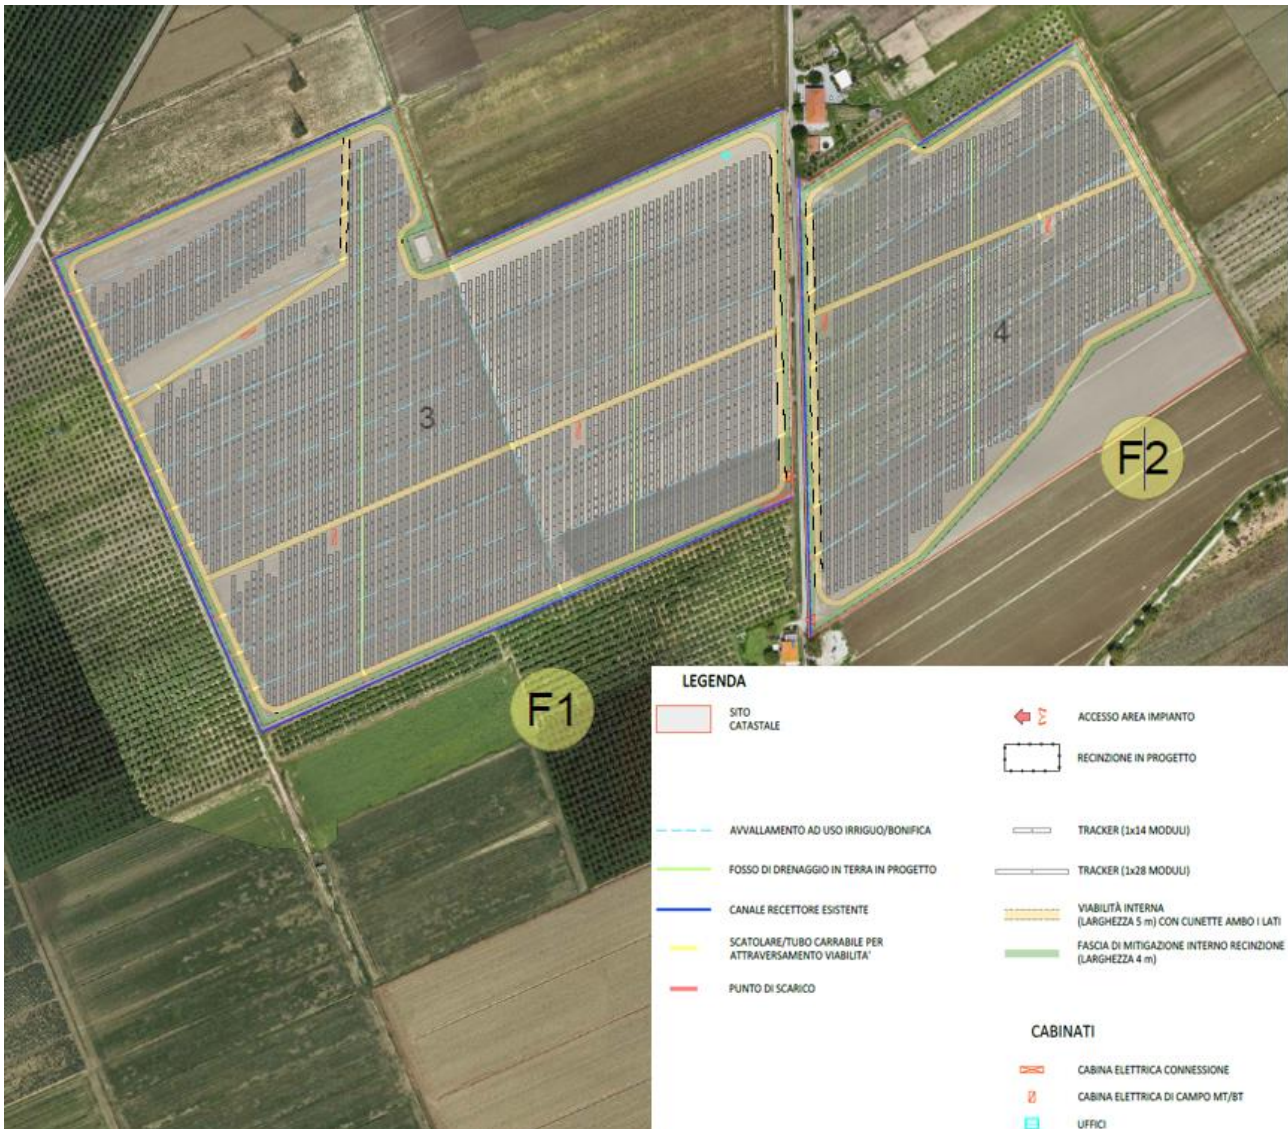 3
4
F2
F1
LEGENDA
SITO
CATASTALE
ACCESSO AREA IMPIANTO
RECINZIONE IN PROGETTO
AVVALLAMENTO AD USO IRRIGUO/BONIFICA
TRACKER (1x14 MODULI)
FOSSO DI DRENAGGIO IN TERRA IN PROGETTO
TRACKER (1x28 MODULI)
CANALE RECETTORE ESISTENTE
VIABILITÀ INTERNA
(LARGHEZZA 5 m) CON CUNETTE AMBO I LATI
SCATOLARE/TUBO CARRABILE PER
ATTRAVERSAMENTO VIABILITA'
FASCIA DI MITIGAZIONE INTERNO RECINZIONE
(LARGHEZZA 4 m)
PUNTO DI SCARICO
CABINATI
CABINA ELETTRICA CONNESSIONE
CABINA ELETTRICA DI CAMPO MT/BT
UFFICI